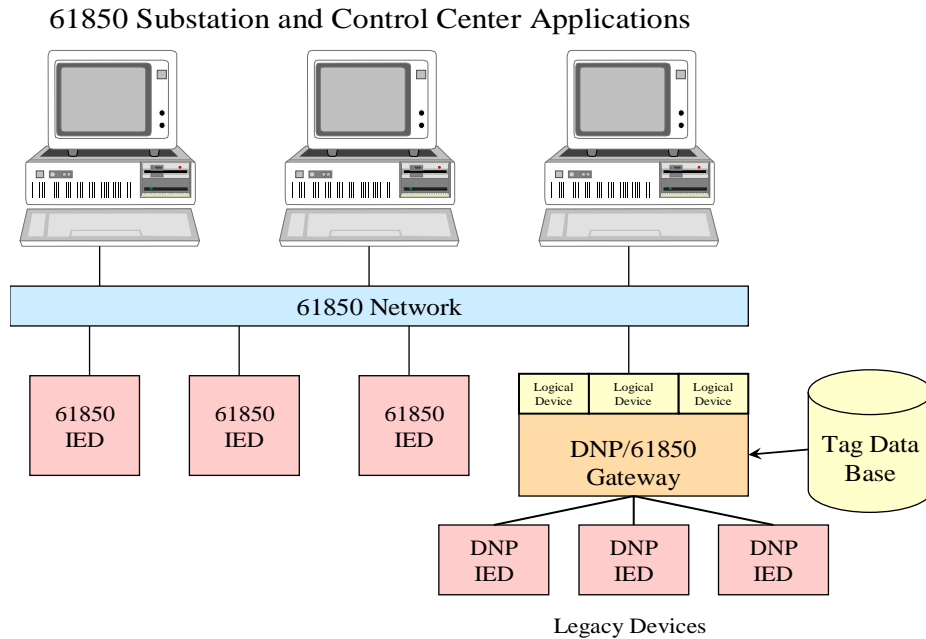 61850 Substation and Control Center Applications
61850 Network
61850
IED
61850
IED
61850
IED
Logical
Device
Logical
Device
Logical
Device
DNP/61850
Gateway
Tag Data
Base
DNP
IED
DNP
IED
DNP
IED
Legacy Devices